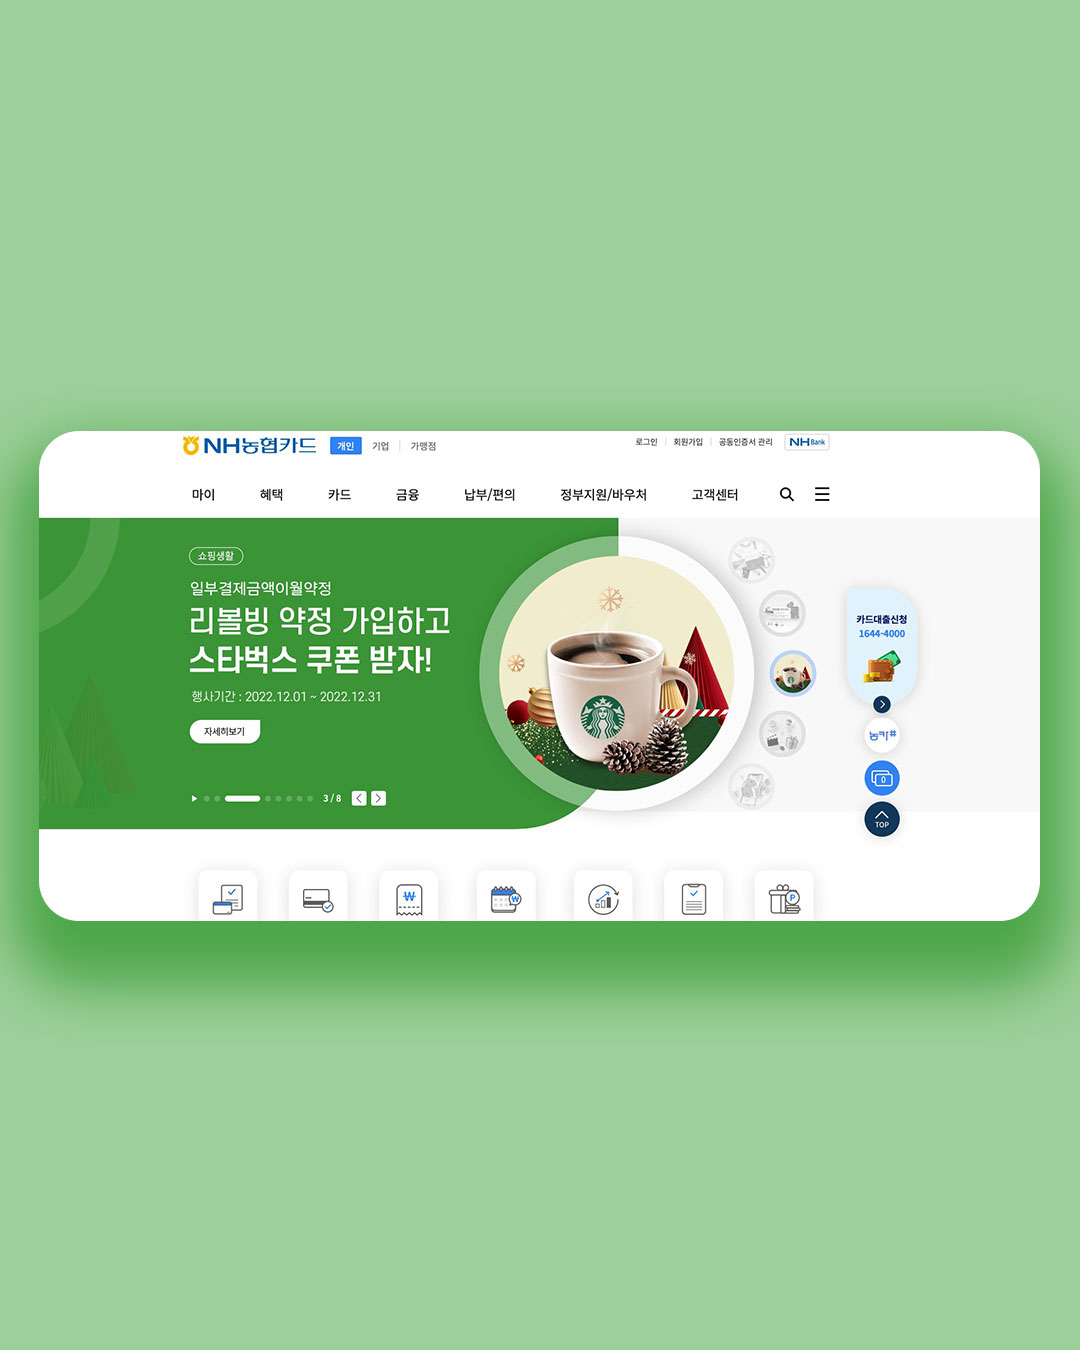 NH농협카드 개인 기업 가맹점
로그인 회원가입 공동인증서 관리 NH Bank
마이 혜택 카드 금융 납부/편의 정부지원/바우처 고객센터
쇼핑생활
일부결제금액이월약정
리볼빙 약정 가입하고
스타벅스 쿠폰 받자!
행사기간 : 2022.12.01 ~ 2022.12.31
자세히보기
3 / 8
카드대출신청
1644-4000
농카#
0
TOP
₩
₩
P